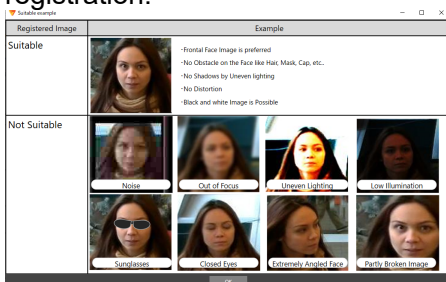 registration.
Suitable example
Registered Image
Example
Suitable
-Frontal Face Image is preferred
-No Obstacle on the Face like Hair, Mask, Cap, etc..
-No Shadows by Uneven lighting
-No Distortion
-Black and white Image is Possible
Not Suitable
Noise
Out of Focus
Uneven Lighting
Low Illumination
Sunglasses
Closed Eyes
Extremely Angled Face
Partly Broken Image
OK